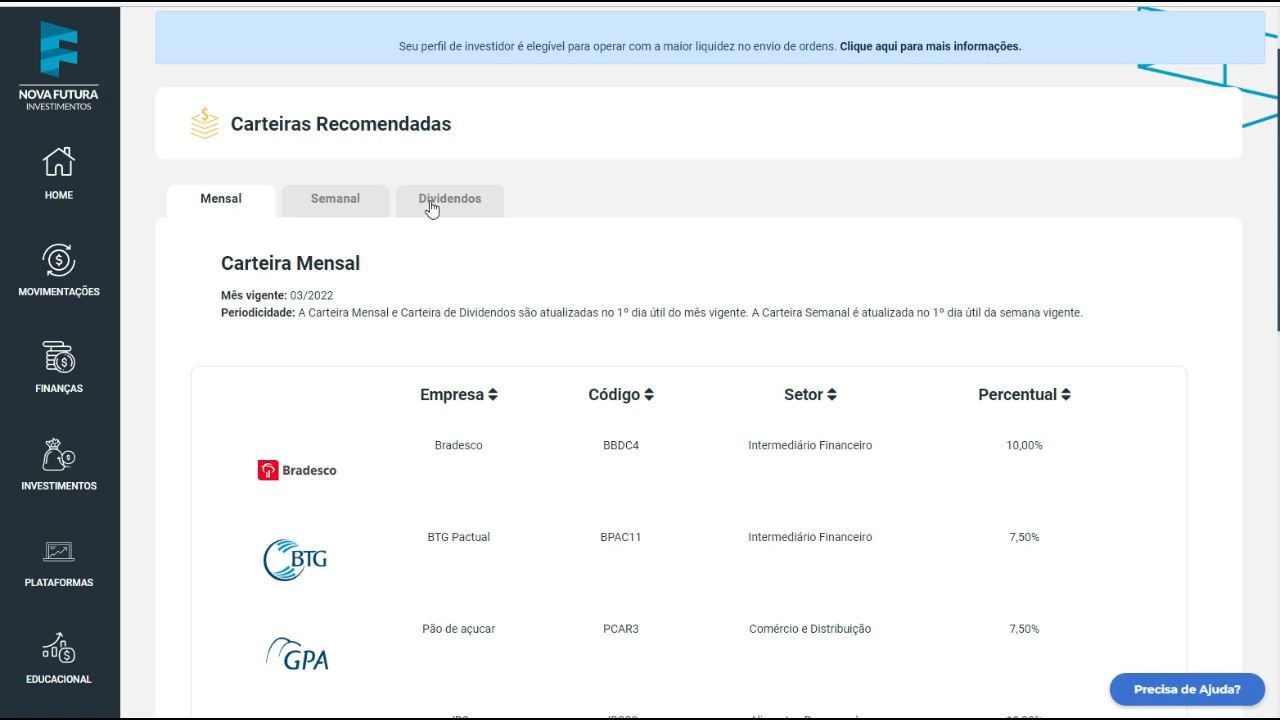 Seu perfil de investidor é elegível para operar com a maior liquidez no envio de ordens. Clique aqui para mais informações.
NOVA FUTURA
INVESTIMENTOS
HOME
MOVIMENTAÇÕES
FINANÇAS
INVESTIMENTOS
PLATAFORMAS
EDUCACIONAL
Carteiras Recomendadas
Mensal Semanal Dividendos
Carteira Mensal
Mês vigente: 03/2022
Periodicidade: A Carteira Mensal e Carteira de Dividendos são atualizadas no 1º dia útil do mês vigente. A Carteira Semanal é atualizada no 1º dia útil da semana vigente.
Empresa Código Setor Percentual
Bradesco BBDC4 Intermediário Financeiro 10,00%
Bradesco
BTG Pactual BPAC11 Intermediário Financeiro 7,50%
BTG
Pão de açucar PCAR3 Comércio e Distribuição 7,50%
GPA
Precisa de Ajuda?